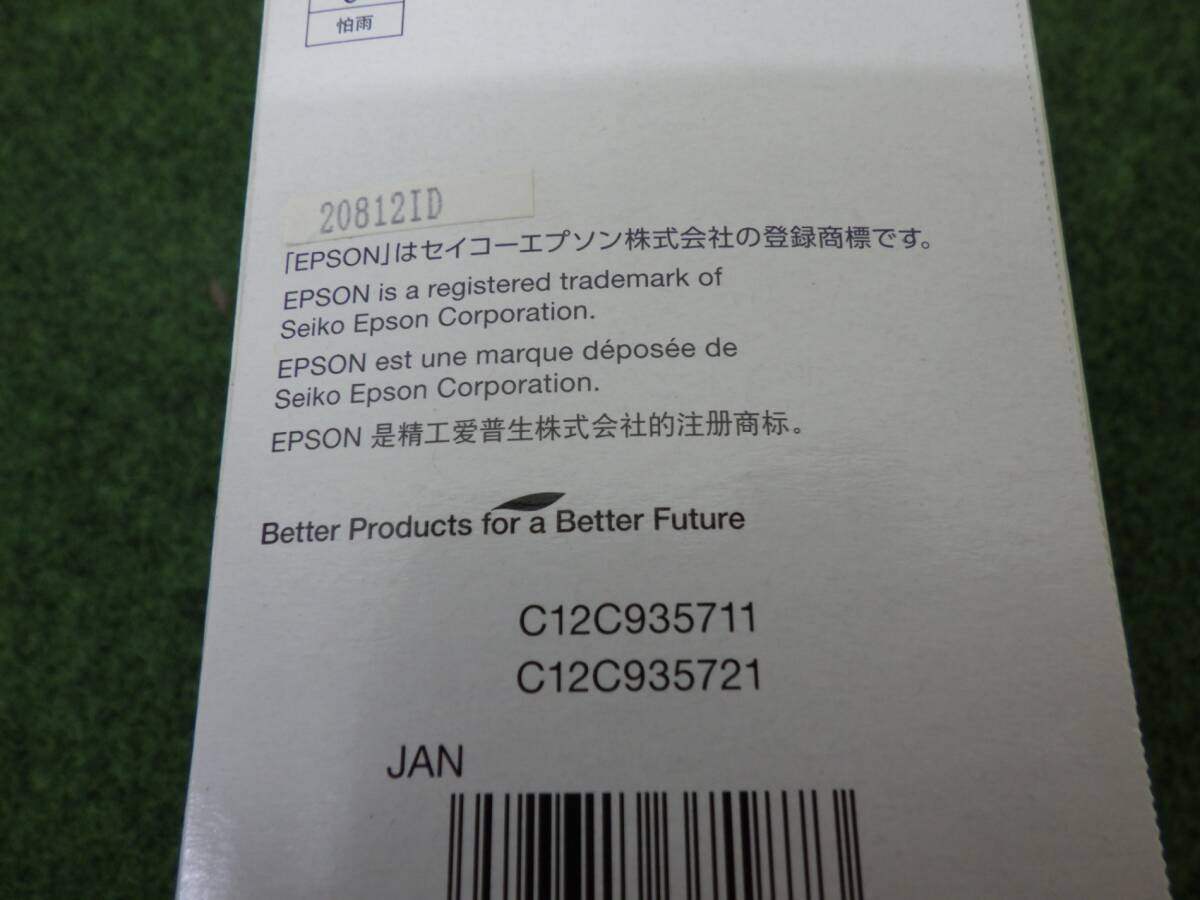 怕雨
20812ID
「EPSON」はセイコーエプソン株式会社の登録商標です。
EPSON is a registered trademark of
Seiko Epson Corporation.
EPSON est une marque déposée de
Seiko Epson Corporation.
EPSON 是精工爱普生株式会社的注册商标。
Better Products for a Better Future
C12C935711
C12C935721
JAN